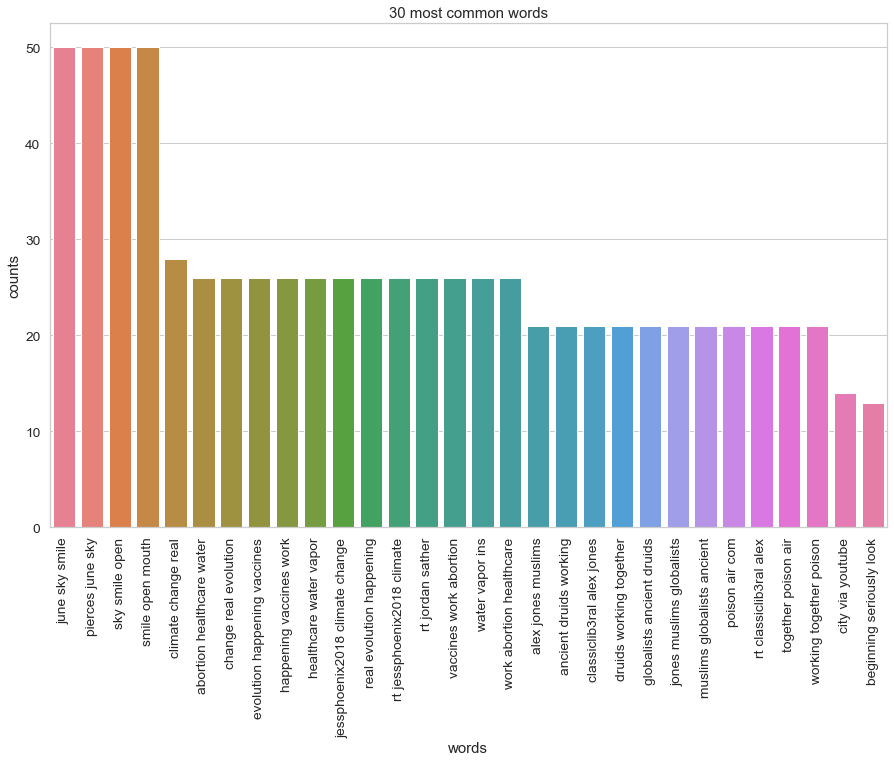 30 most common words
counts
50
40
30
20
10
0
june sky smile
pierces june sky
sky smile open
smile open mouth
climate change real
abortion healthcare water
change real evolution
evolution happening vaccines
happening vaccines work
healthcare water vapor
jessphoenix2018 climate change
real evolution happening
rt jessphoenix2018 climate
rt jordan sather
vaccines work abortion
water vapor ins
work abortion healthcare
alex jones muslims
ancient druids working
classiclib3ral alex jones
druids working together
globalists ancient druids
jones muslims globalists
muslims globalists ancient
poison air com
rt classiclib3ral alex
together poison air
working together poison
city via youtube
beginning seriously look
words